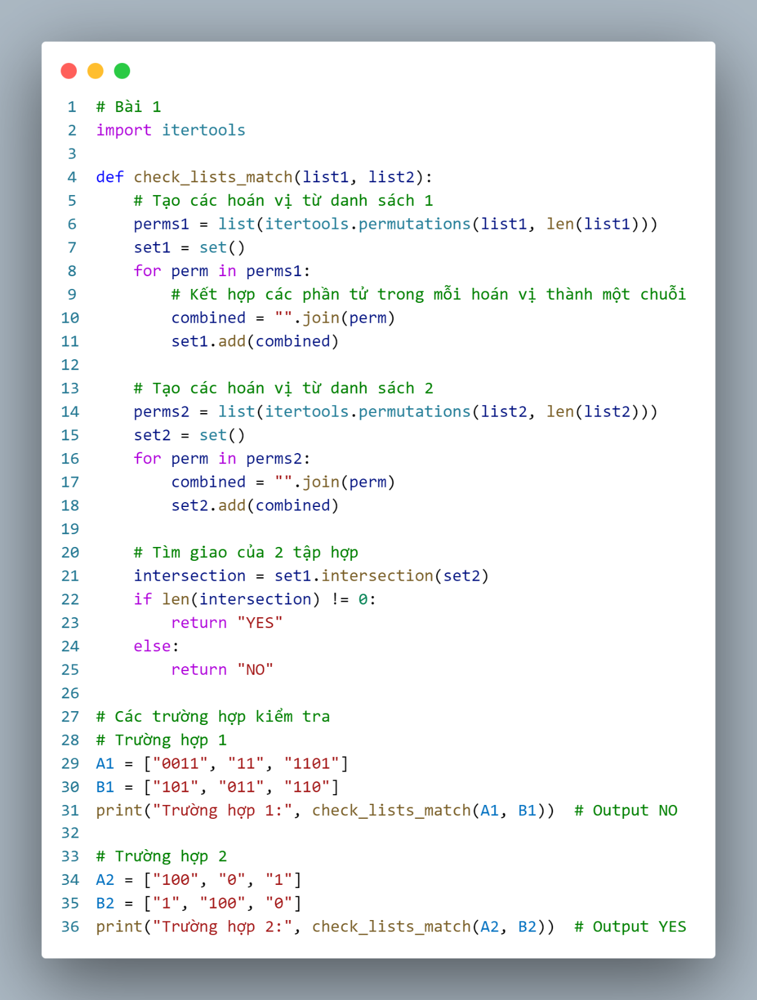 1 # Bài 1
2 import itertools
3
4 def check_lists_match(list1, list2):
5     # Tạo các hoán vị từ danh sách 1
6     perms1 = list(itertools.permutations(list1, len(list1)))
7     set1 = set()
8     for perm in perms1:
9         # Kết hợp các phần tử trong mỗi hoán vị thành một chuỗi
10         combined = "".join(perm)
11         set1.add(combined)
12
13     # Tạo các hoán vị từ danh sách 2
14     perms2 = list(itertools.permutations(list2, len(list2)))
15     set2 = set()
16     for perm in perms2:
17         combined = "".join(perm)
18         set2.add(combined)
19
20     # Tìm giao của 2 tập hợp
21     intersection = set1.intersection(set2)
22     if len(intersection) != 0:
23         return "YES"
24     else:
25         return "NO"
26
27 # Các trường hợp kiểm tra
28 # Trường hợp 1
29 A1 = ["0011", "11", "1101"]
30 B1 = ["101", "011", "110"]
31 print("Trường hợp 1:", check_lists_match(A1, B1))  # Output NO
32
33 # Trường hợp 2
34 A2 = ["100", "0", "1"]
35 B2 = ["1", "100", "0"]
36 print("Trường hợp 2:", check_lists_match(A2, B2))  # Output YES